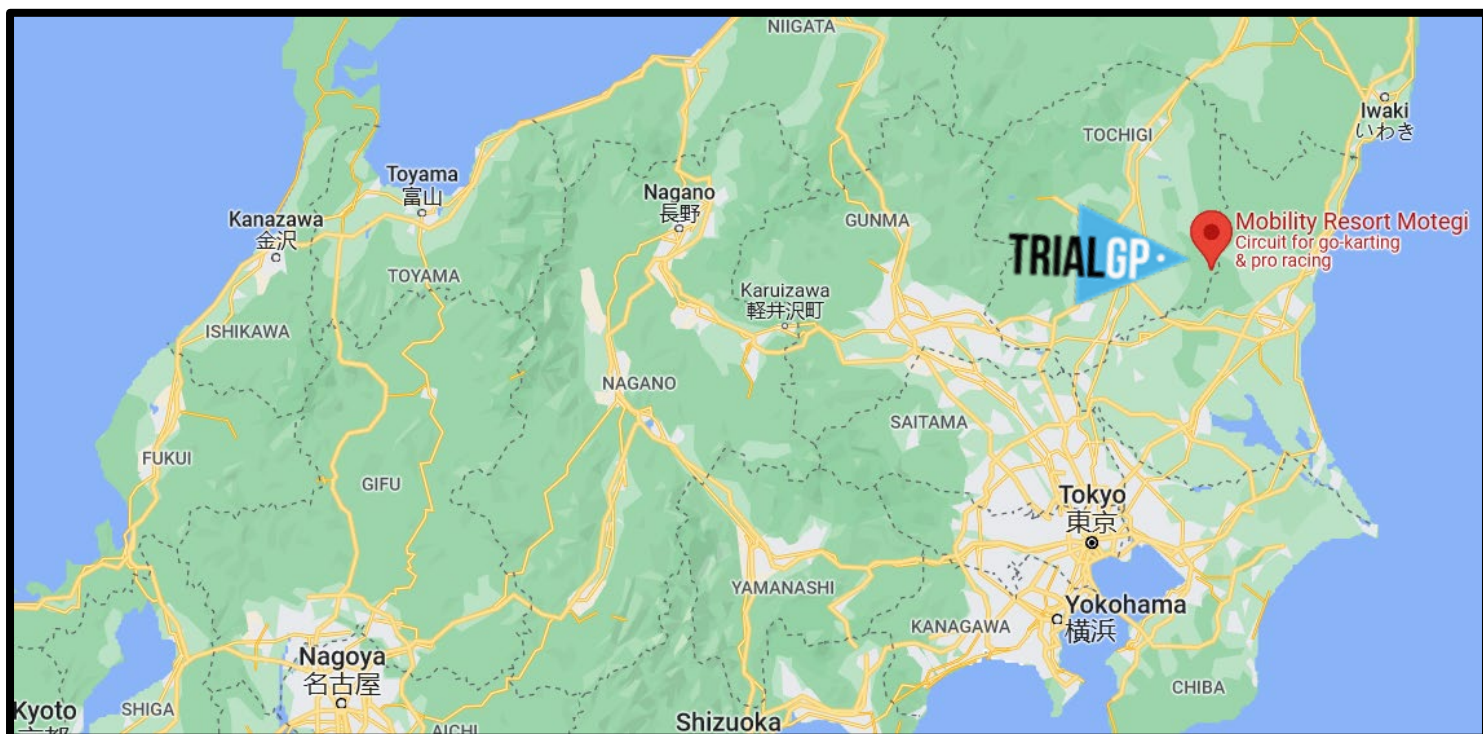 NIIGATA
Iwaki
いわき
TOCHIGI
Toyama
富山
Nagano
長野
Kanazawa
金沢
GUNMA
Mobility Resort Motegi
Circuit for go-karting
& pro racing
TRIALGP
TOYAMA
Karuizawa
軽井沢町
ISHIKAWA
NAGANO
SAITAMA
FUKUI
GIFU
Tokyo
東京
YAMANASHI
Yokohama
横浜
KANAGAWA
Nagoya
名古屋
CHIBA
Kyoto
SHIGA
AICHI
Shizuoka